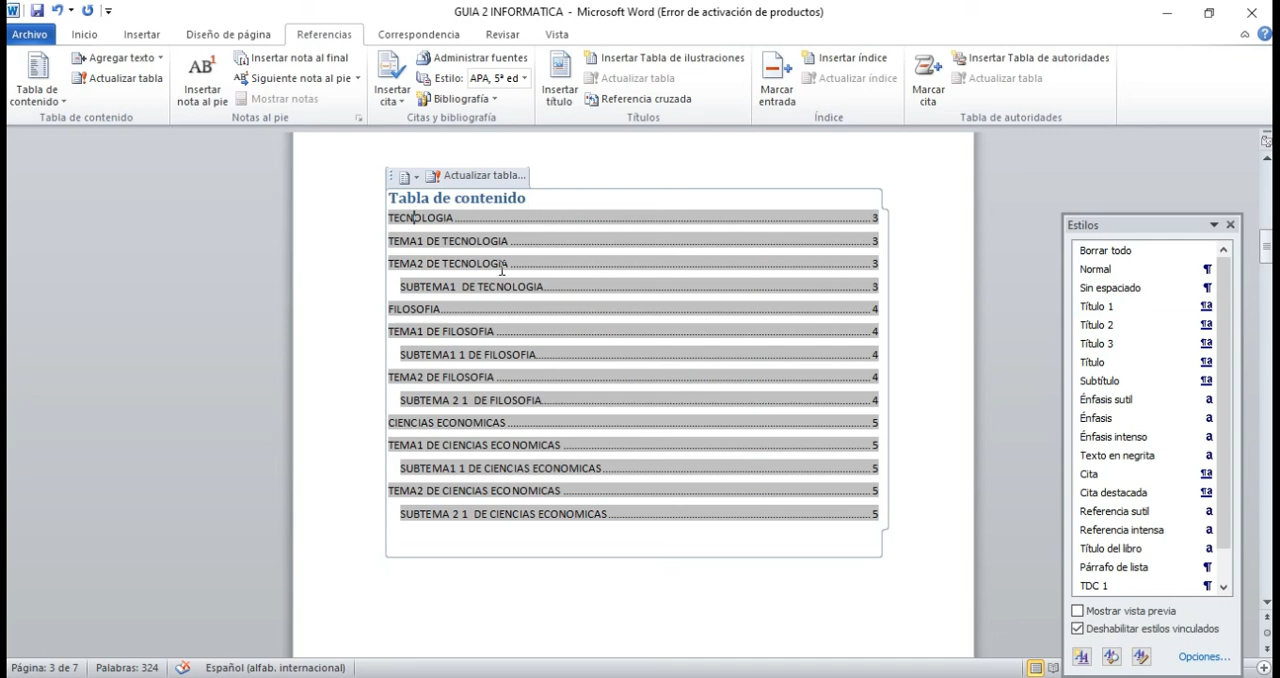 GUIA 2 INFORMATICA - Microsoft Word (Error de activación de productos)
Archivo Inicio Insertar Diseño de página Referencias Correspondencia Revisar Vista
Tabla de contenido
Agregar texto
Actualizar tabla
Tabla de contenido
AB1
Insertar nota al pie
Insertar nota al final
Siguiente nota al pie
Mostrar notas
Notas al pie
Insertar cita
Administrar fuentes
Estilo: APA, 5ª ed
Bibliografía
Citas y bibliografía
Insertar título
Insertar Tabla de ilustraciones
Actualizar tabla
Referencia cruzada
Títulos
Marcar entrada
Insertar índice
Actualizar índice
Índice
Marcar cita
Insertar Tabla de autoridades
Actualizar tabla
Tabla de autoridades
Actualizar tabla...
Tabla de contenido
TECNOLOGIA 3
TEMA1 DE TECNOLOGIA 3
TEMA2 DE TECNOLOGIA 3
SUBTEMA1 DE TECNOLOGIA 3
FILOSOFIA 4
TEMA1 DE FILOSOFIA 4
SUBTEMA1 1 DE FILOSOFIA 4
TEMA2 DE FILOSOFIA 4
SUBTEMA 2 1 DE FILOSOFIA 4
CIENCIAS ECONOMICAS 5
TEMA1 DE CIENCIAS ECONOMICAS 5
SUBTEMA1 1 DE CIENCIAS ECONOMICAS 5
TEMA2 DE CIENCIAS ECONOMICAS 5
SUBTEMA 2 1 DE CIENCIAS ECONOMICAS 5
Estilos
Borrar todo
Normal
Sin espaciado
Título 1
Título 2
Título 3
Título
Subtítulo
Énfasis sutil
Énfasis
Énfasis intenso
Texto en negrita
Cita
Cita destacada
Referencia sutil
Referencia intensa
Título del libro
Párrafo de lista
TDC 1
Mostrar vista previa
Deshabilitar estilos vinculados
Opciones...
Página: 3 de 7 Palabras: 324 Español (alfab. internacional)